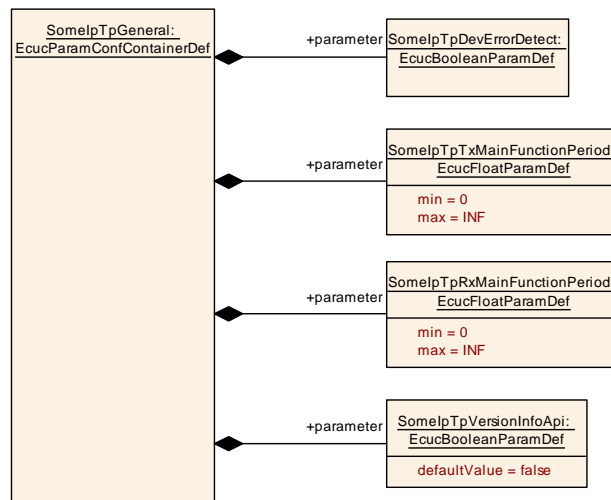 SomeIpTpGeneral:
EcucParamConfContainerDef
+parameter
SomeIpTpDevErrorDetect:
EcucBooleanParamDef
+parameter
SomeIpTpTxMainFunctionPeriod
EcucFloatParamDef
min = 0
max = INF
+parameter
SomeIpTpRxMainFunctionPeriod
EcucFloatParamDef
min = 0
max = INF
+parameter
SomeIpTpVersionInfoApi:
EcucBooleanParamDef
defaultValue = false